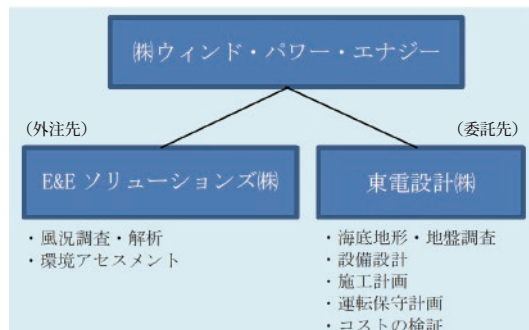 ㈱ウィンド・パワー・エナジー
（外注先）
（委託先）
E&E ソリューションズ㈱
東電設計㈱
・風況調査・解析
・環境アセスメント
・海底地形・地盤調査
・設備設計
・施工計画
・運転保守計画
・コストの検証